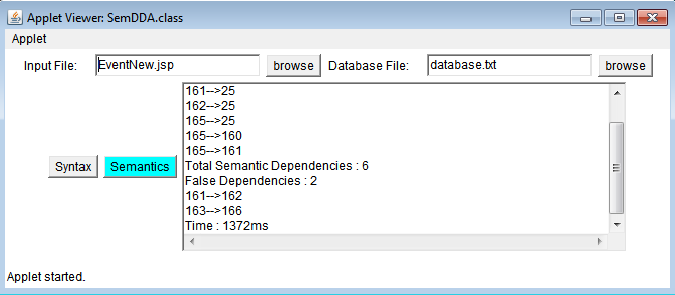 Applet Viewer: SemDDA.class
Applet
Input File: EventNew.jsp browse Database File: database.txt browse
161-->25
162-->25
165-->25
165-->160
165-->161
Syntax Semantics Total Semantic Dependencies : 6
False Dependencies : 2
161-->162
163-->166
Time : 1372ms
Applet started.